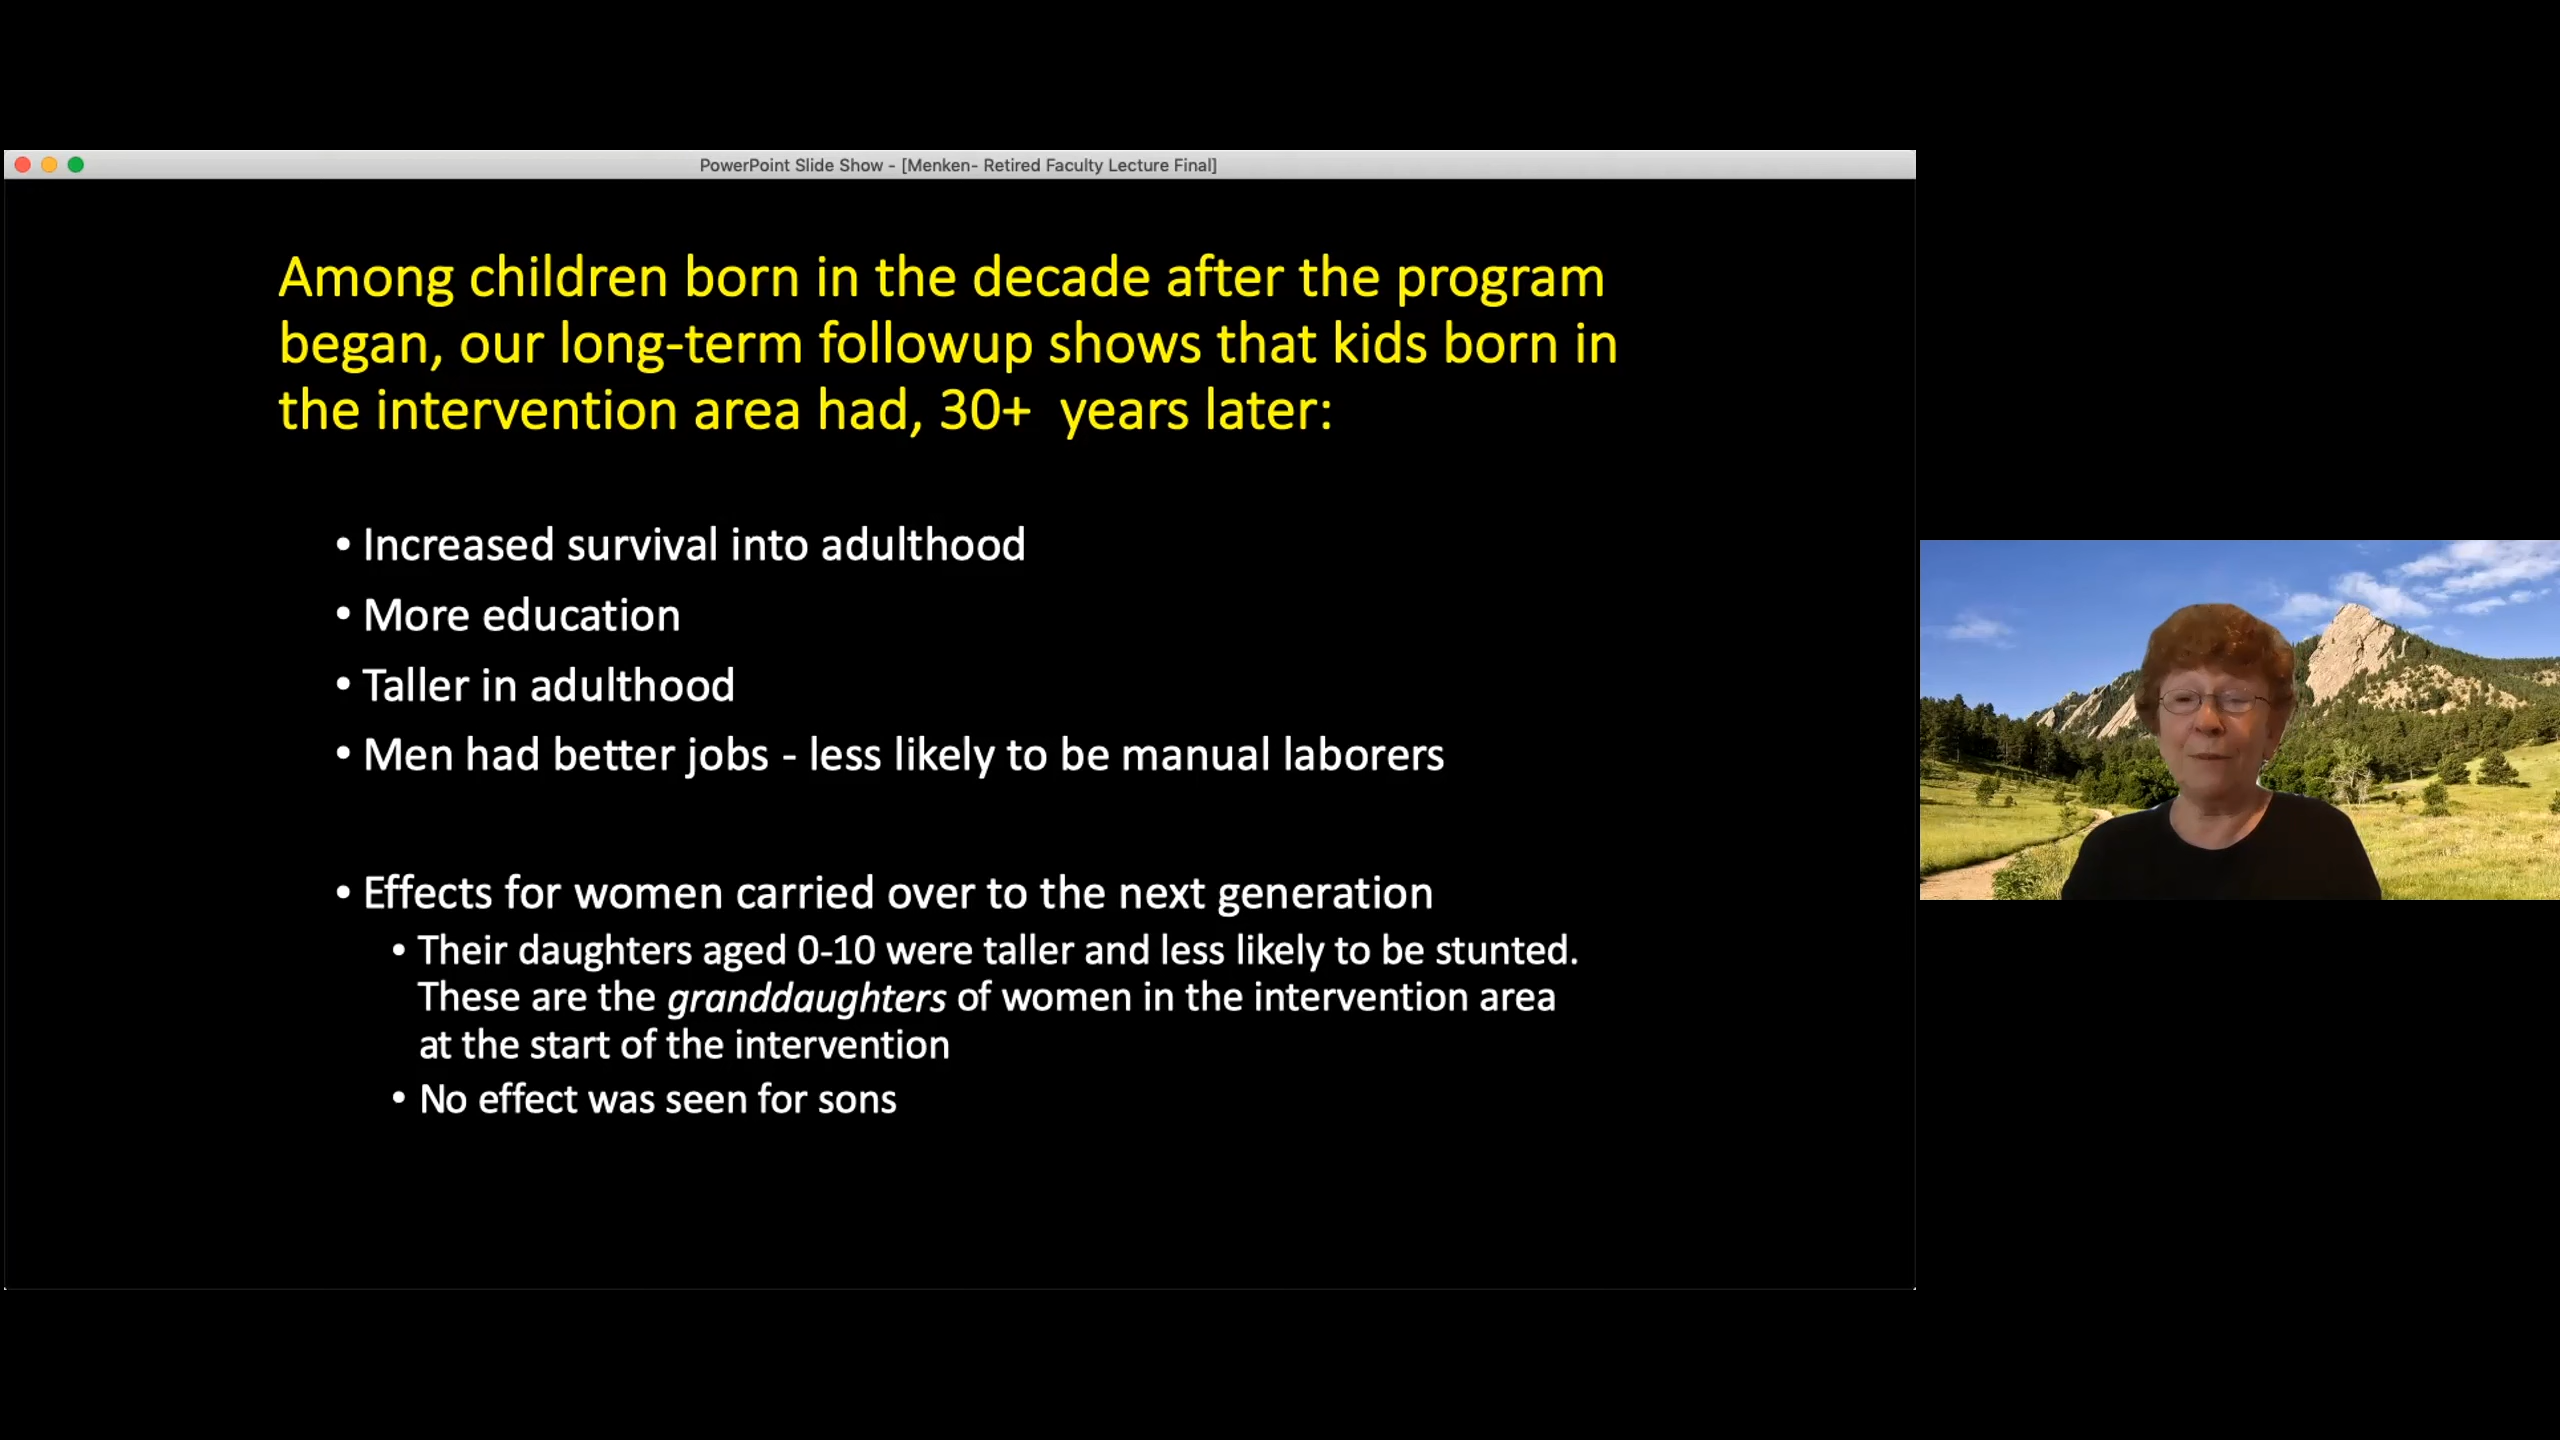 PowerPoint Slide Show - [Menken- Retired Faculty Lecture Final]
Among children born in the decade after the program
began, our long-term followup shows that kids born in
the intervention area had, 30+  years later:
• Increased survival into adulthood
• More education
• Taller in adulthood
• Men had better jobs - less likely to be manual laborers
• Effects for women carried over to the next generation
• Their daughters aged 0-10 were taller and less likely to be stunted.
These are the granddaughters of women in the intervention area
at the start of the intervention
• No effect was seen for sons